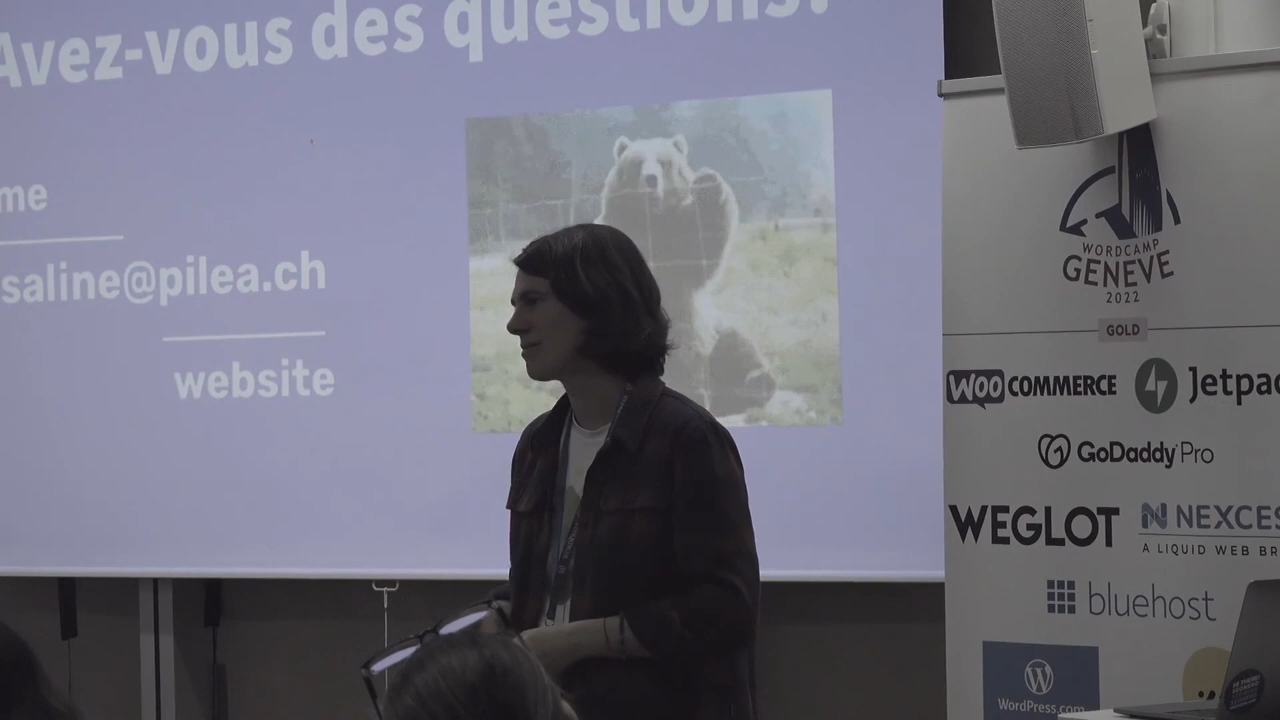 Avez-vous des questions?
me
saline@pilea.ch
website
WORDCAMP
GENEVE
2022
GOLD
WOO COMMERCE
Jetpac
GoDaddy Pro
WEGLOT
NEXCES
A LIQUID WEB BR
bluehost
WordPress.com